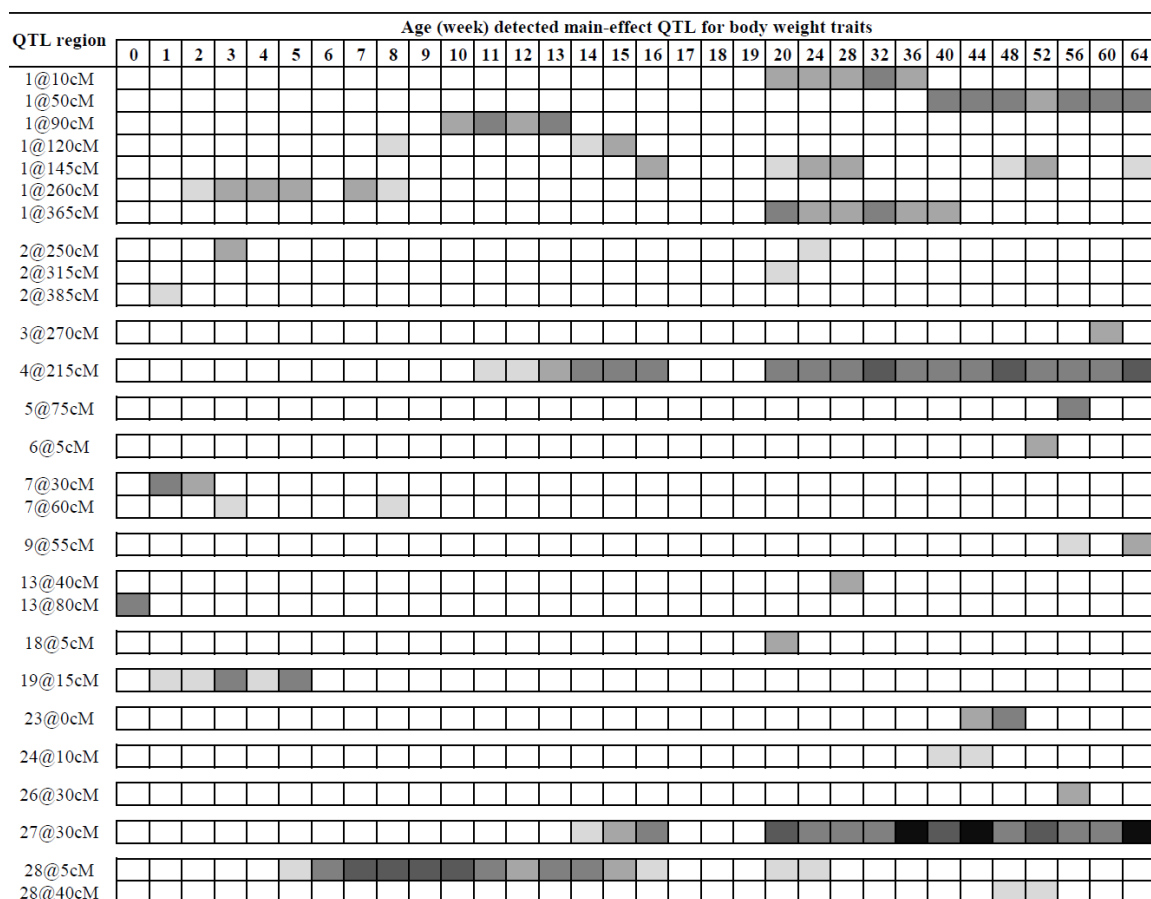 Age (week) detected main-effect QTL for body weight traits
QTL region
0 1 2 3 4 5 6 7 8 9 10 11 12 13 14 15 16 17 18 19 20 24 28 32 36 40 44 48 52 56 60 64
1@10cM
1@50cM
1@90cM
1@120cM
1@145cM
1@260cM
1@365cM
2@250cM
2@315cM
2@385cM
3@270cM
4@215cM
5@75cM
6@5cM
7@30cM
7@60cM
9@55cM
13@40cM
13@80cM
18@5cM
19@15cM
23@0cM
24@10cM
26@30cM
27@30cM
28@5cM
28@40cM